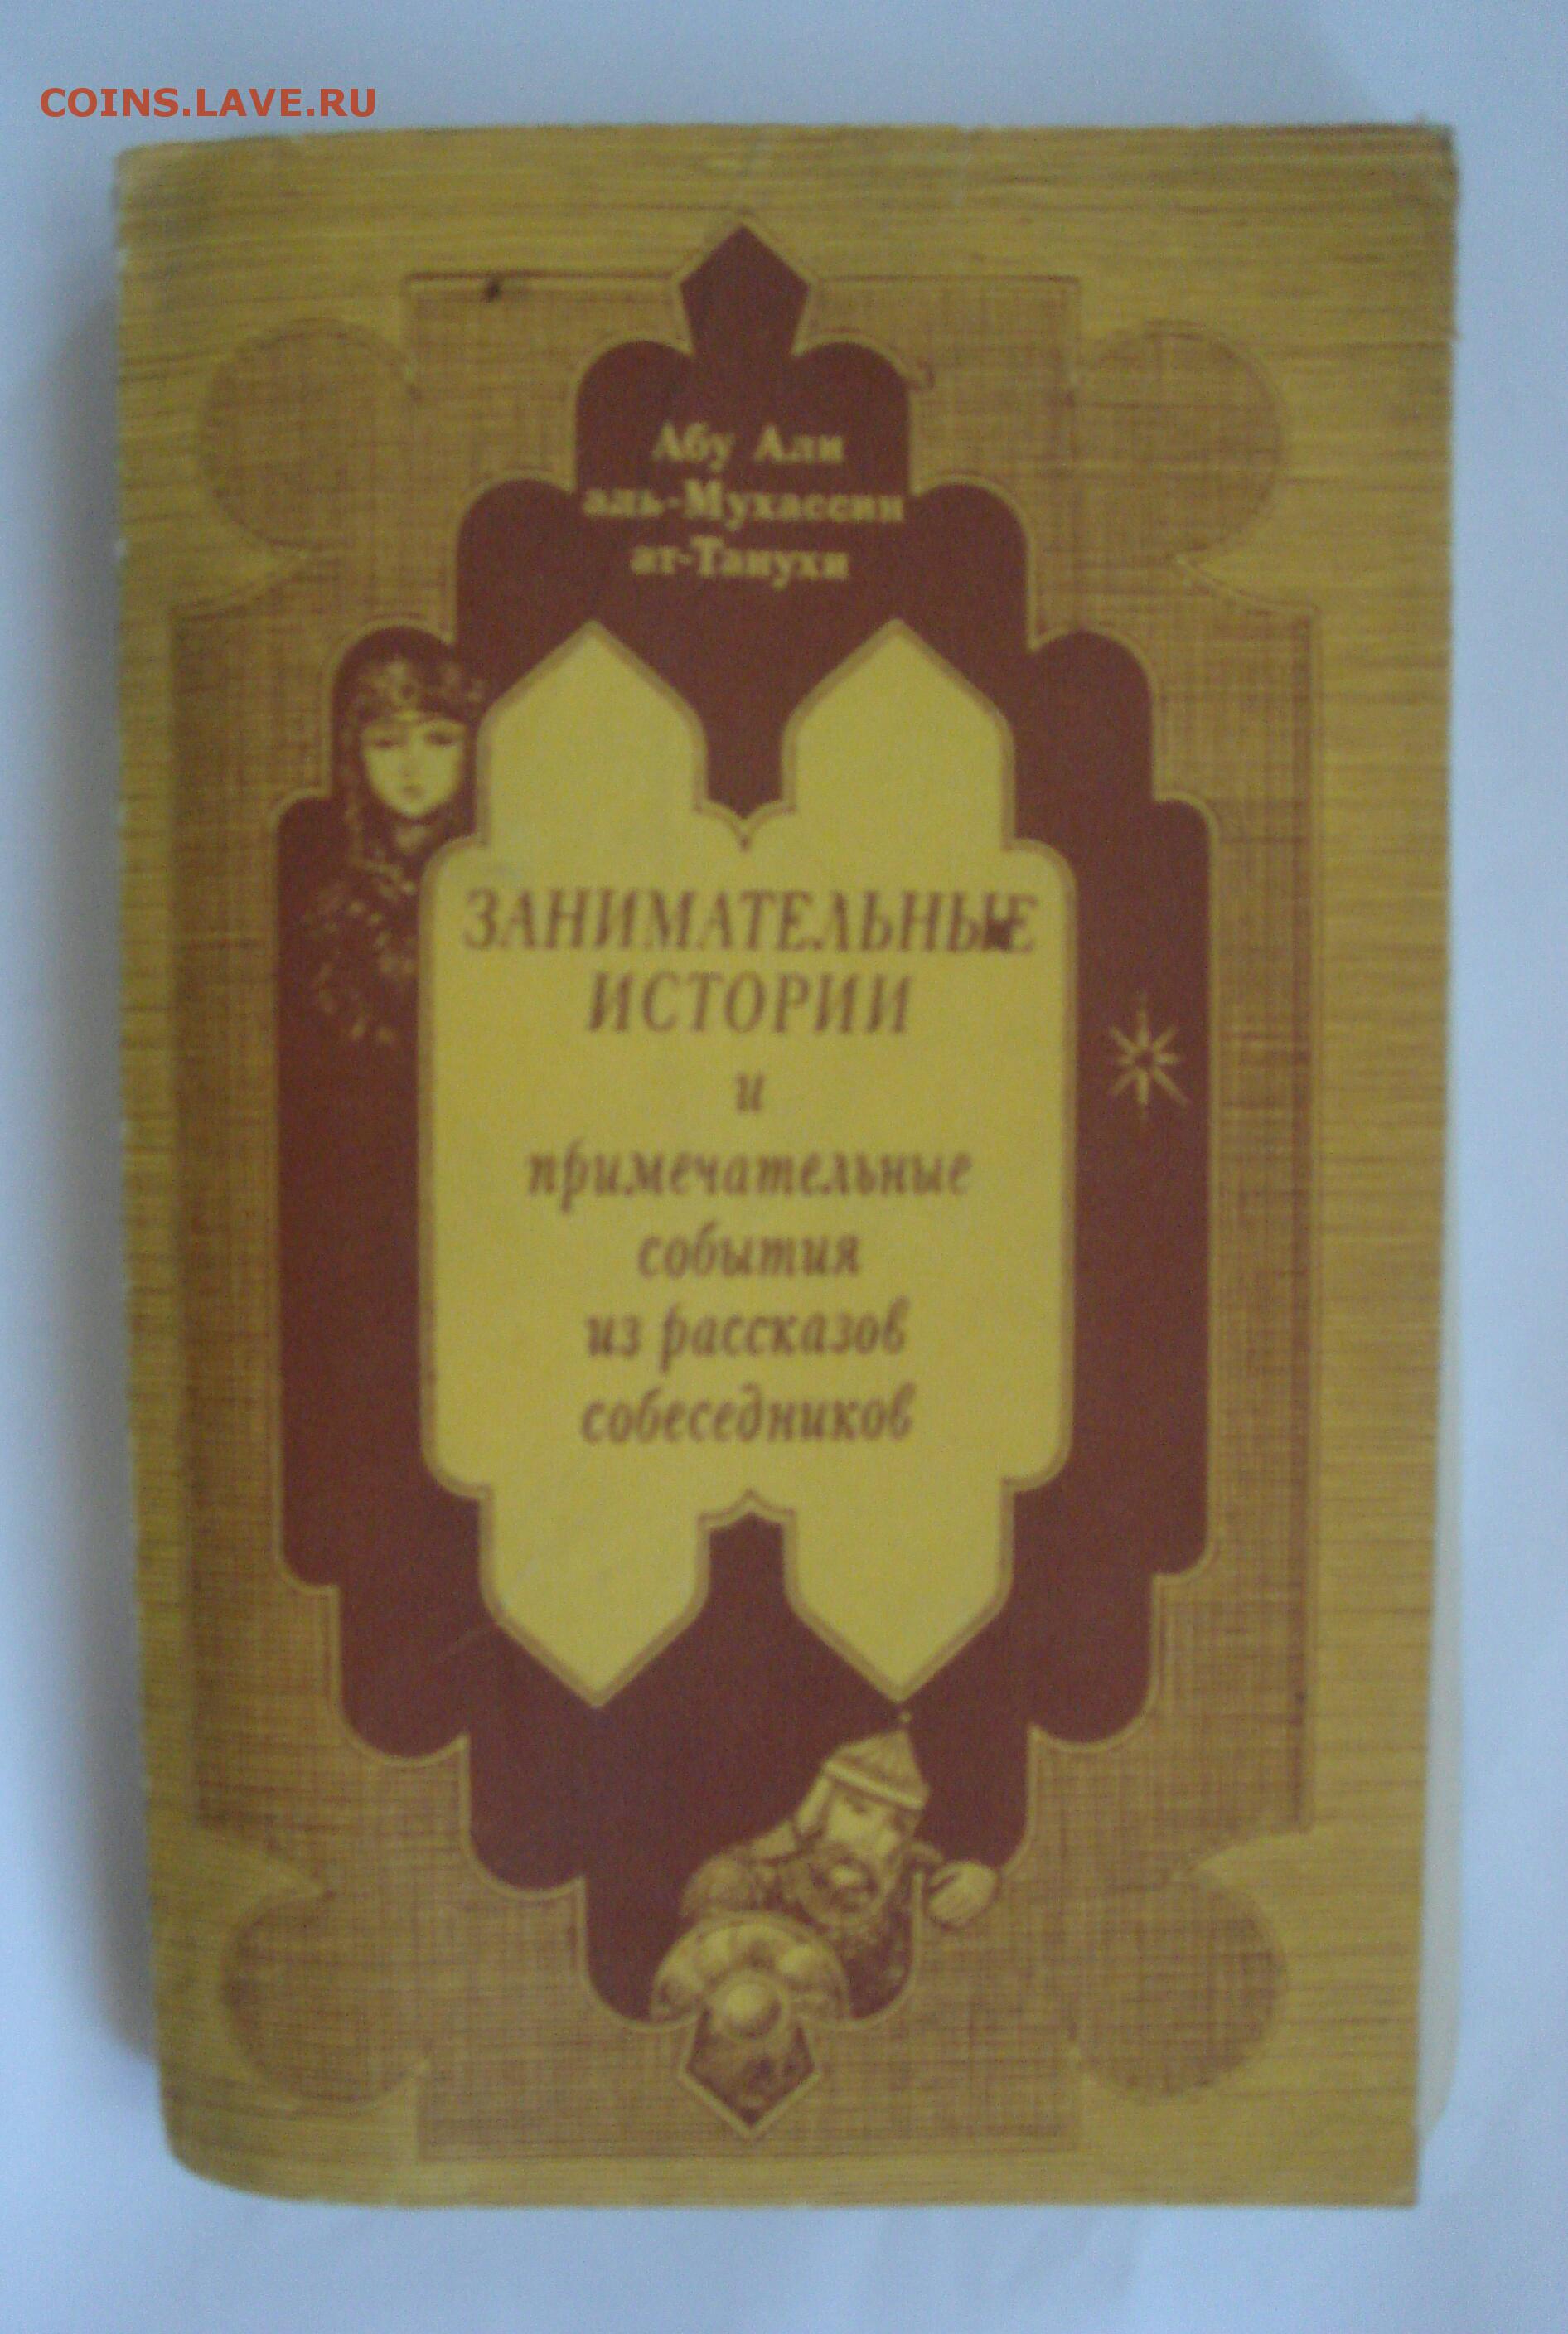 COINS.LAVE.RU
Абу Али
аль-Мухассин
ат-Танухи
ЗАНИМАТЕЛЬНЫЕ
ИСТОРИИ
и
примечательные
события
из рассказов
собеседников